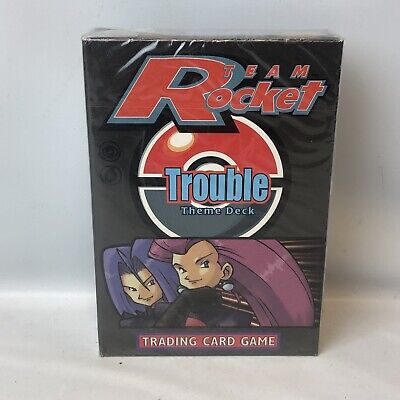 TEAM
Rocket
Trouble
Theme Deck
TRADING CARD GAME